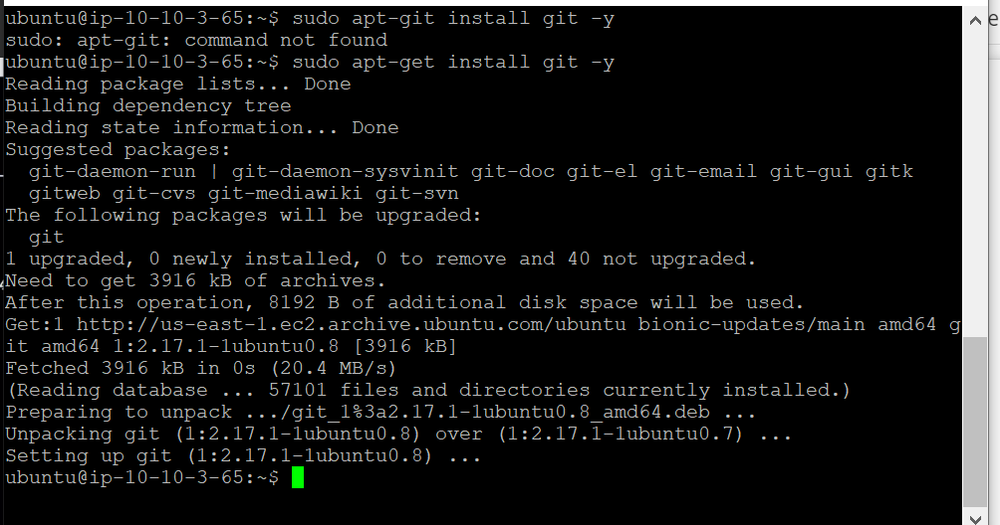 ubuntu@ip-10-10-3-65:~$ sudo apt-git install git -y
sudo: apt-git: command not found
ubuntu@ip-10-10-3-65:~$ sudo apt-get install git -y
Reading package lists... Done
Building dependency tree
Reading state information... Done
Suggested packages:
  git-daemon-run | git-daemon-sysvinit git-doc git-el git-email git-gui gitk
  gitweb git-cvs git-mediawiki git-svn
The following packages will be upgraded:
  git
1 upgraded, 0 newly installed, 0 to remove and 40 not upgraded.
Need to get 3916 kB of archives.
After this operation, 8192 B of additional disk space will be used.
Get:1 http://us-east-1.ec2.archive.ubuntu.com/ubuntu bionic-updates/main amd64 g
it amd64 1:2.17.1-1ubuntu0.8 [3916 kB]
Fetched 3916 kB in 0s (20.4 MB/s)
(Reading database ... 57101 files and directories currently installed.)
Preparing to unpack .../git_1%3a2.17.1-1ubuntu0.8_amd64.deb ...
Unpacking git (1:2.17.1-1ubuntu0.8) over (1:2.17.1-1ubuntu0.7) ...
Setting up git (1:2.17.1-1ubuntu0.8) ...
ubuntu@ip-10-10-3-65:~$